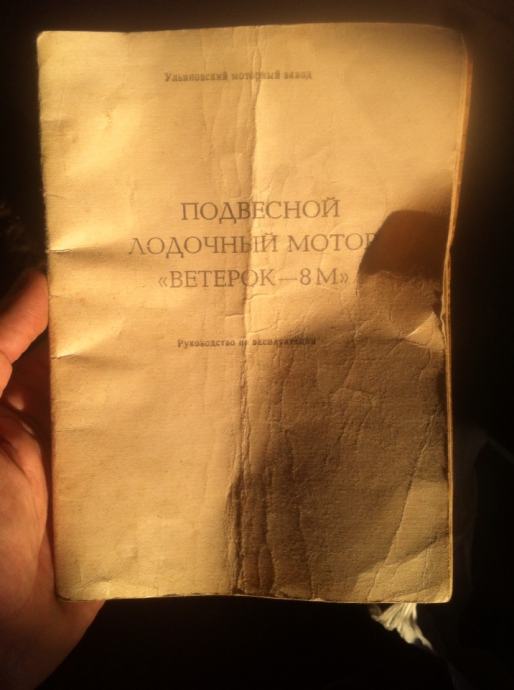 Ульяновский моторный завод
ПОДВЕСНОЙ
ЛОДОЧНЫЙ МОТОР
«ВЕТЕРОК—8М»
Руководство по эксплуатации